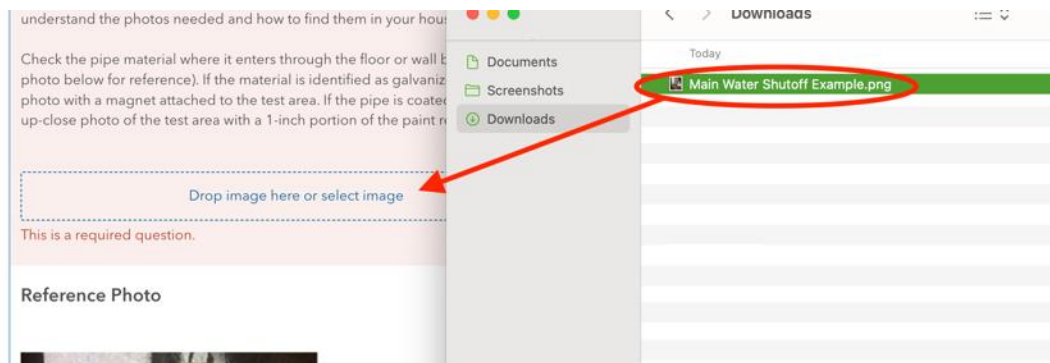 understand the photos needed and how to find them in your hou
Check the pipe material where it enters through the floor or wall b
photo below for reference). If the material is identified as galvaniz
photo with a magnet attached to the test area. If the pipe is coate
up-close photo of the test area with a 1-inch portion of the paint r
Drop image here or select image
This is a required question.
Reference Photo
Documents
Screenshots
Downloads
Downloads
Today
Main Water Shutoff Example.png